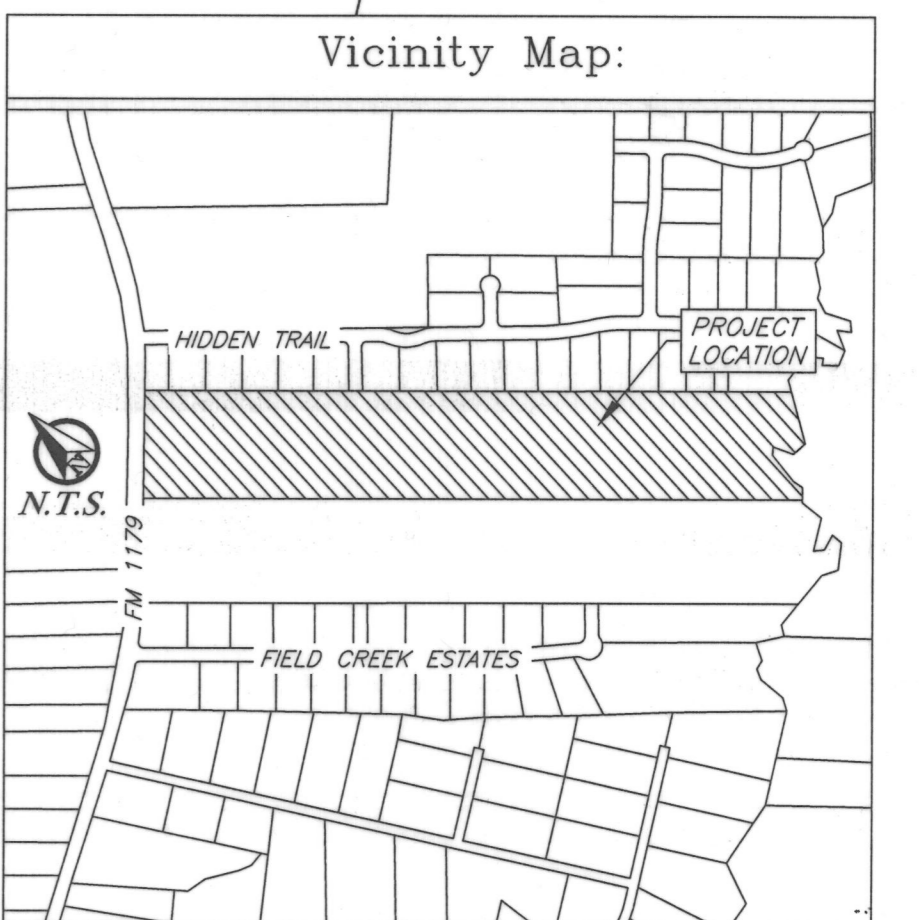 Vicinity Map:
HIDDEN TRAIL
PROJECT
LOCATION
N.T.S.
FM 1179
FIELD CREEK ESTATES